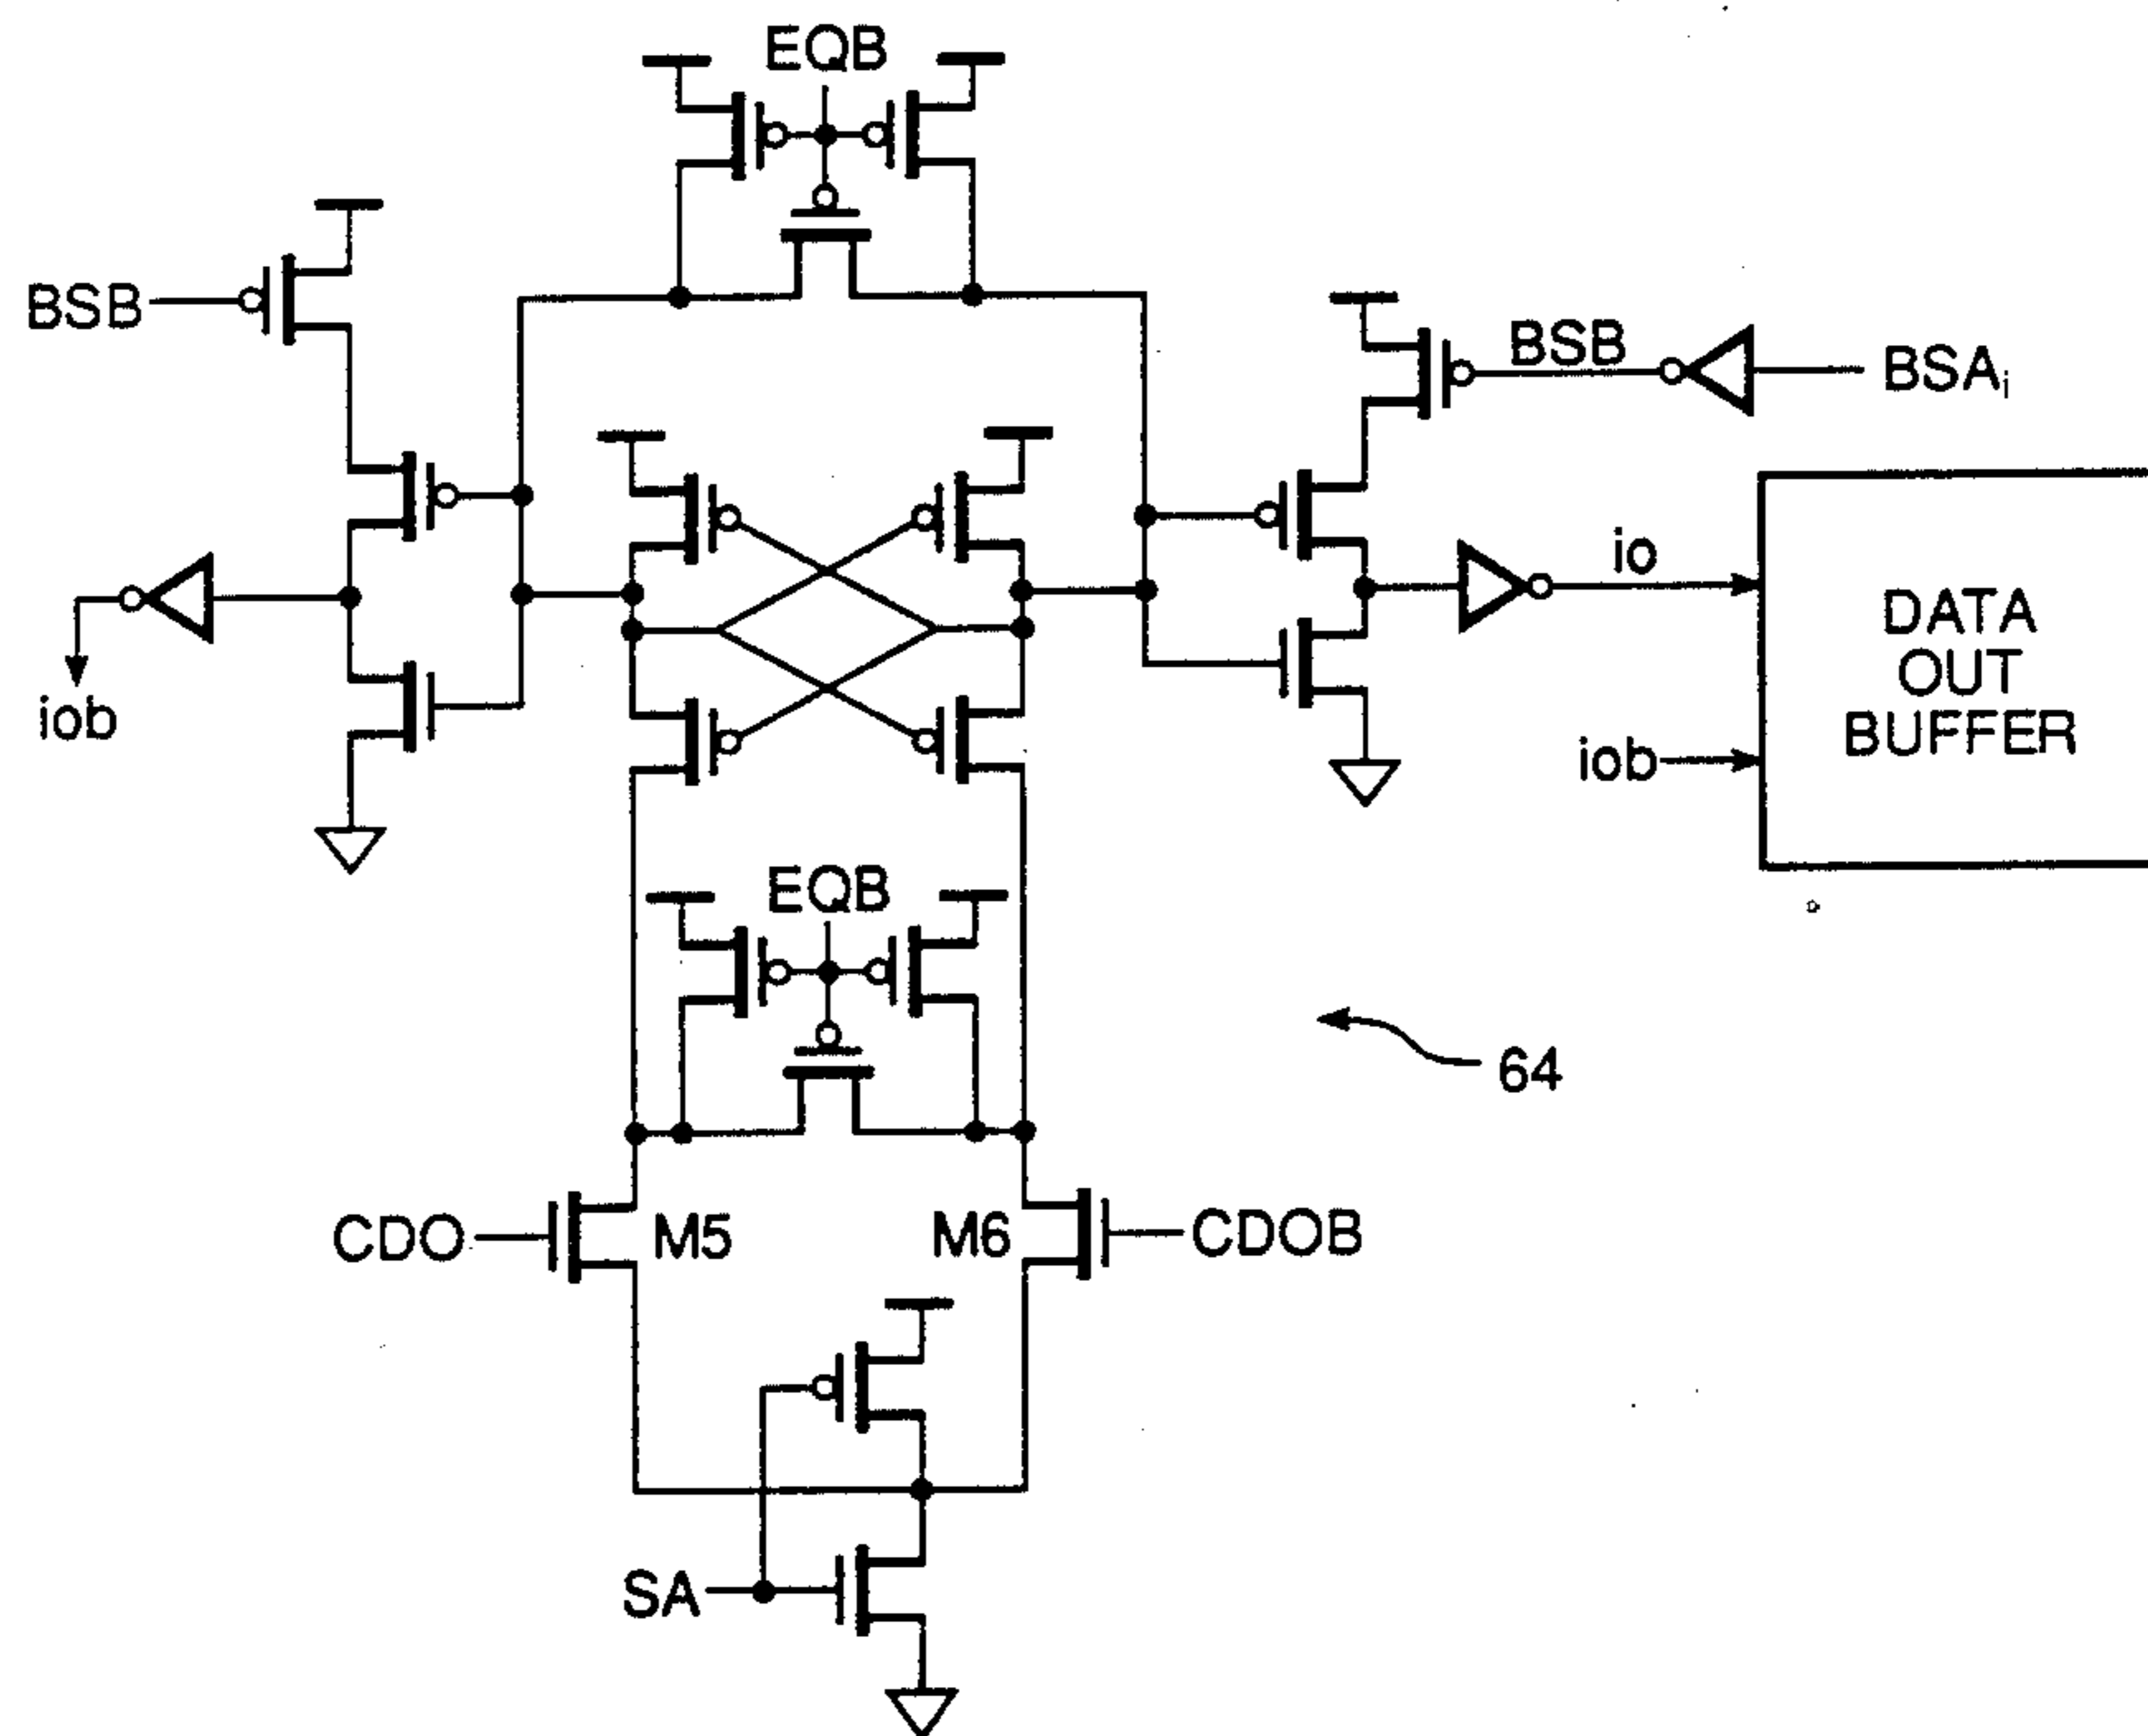 EQB
BSB
BSB
BSAi
io
DATA
OUT
BUFFER
iob
iob
EQB
64
CDO
M5
M6
CDOB
SA